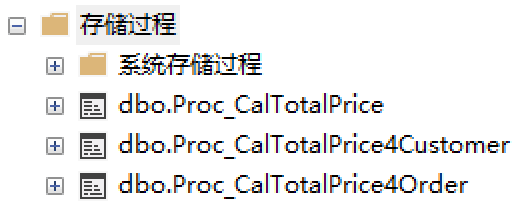 存储过程
系统存储过程
dbo.Proc_CalTotalPrice
dbo.Proc_CalTotalPrice4Customer
dbo.Proc_CalTotalPrice4Order